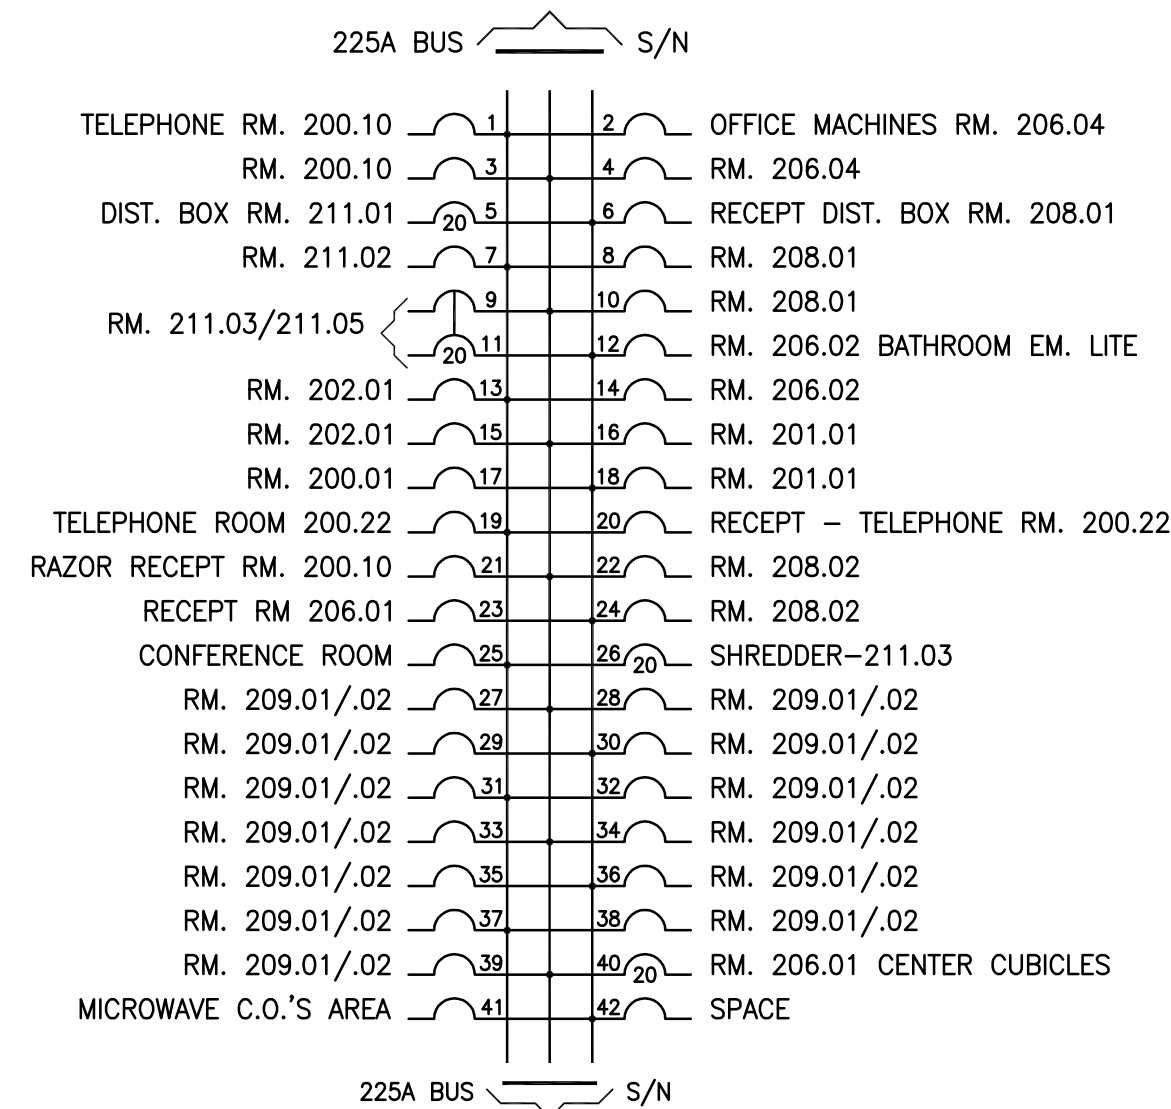 225A BUS S/N
TELEPHONE RM. 200.10 1 2 OFFICE MACHINES RM. 206.04
RM. 200.10 3 4 RM. 206.04
DIST. BOX RM. 211.01 20 5 6 RECEPT DIST. BOX RM. 208.01
RM. 211.02 7 8 RM. 208.01
9 10 RM. 208.01
RM. 211.03/211.05
20 11 12 RM. 206.02 BATHROOM EM. LITE
RM. 202.01 13 14 RM. 206.02
RM. 202.01 15 16 RM. 201.01
RM. 200.01 17 18 RM. 201.01
TELEPHONE ROOM 200.22 19 20 RECEPT – TELEPHONE RM. 200.22
RAZOR RECEPT RM. 200.10 21 22 RM. 208.02
RECEPT RM 206.01 23 24 RM. 208.02
CONFERENCE ROOM 25 26 20 SHREDDER–211.03
RM. 209.01/.02 27 28 RM. 209.01/.02
RM. 209.01/.02 29 30 RM. 209.01/.02
RM. 209.01/.02 31 32 RM. 209.01/.02
RM. 209.01/.02 33 34 RM. 209.01/.02
RM. 209.01/.02 35 36 RM. 209.01/.02
RM. 209.01/.02 37 38 RM. 209.01/.02
RM. 209.01/.02 39 40 20 RM. 206.01 CENTER CUBICLES
MICROWAVE C.O.'S AREA 41 42 SPACE
225A BUS S/N